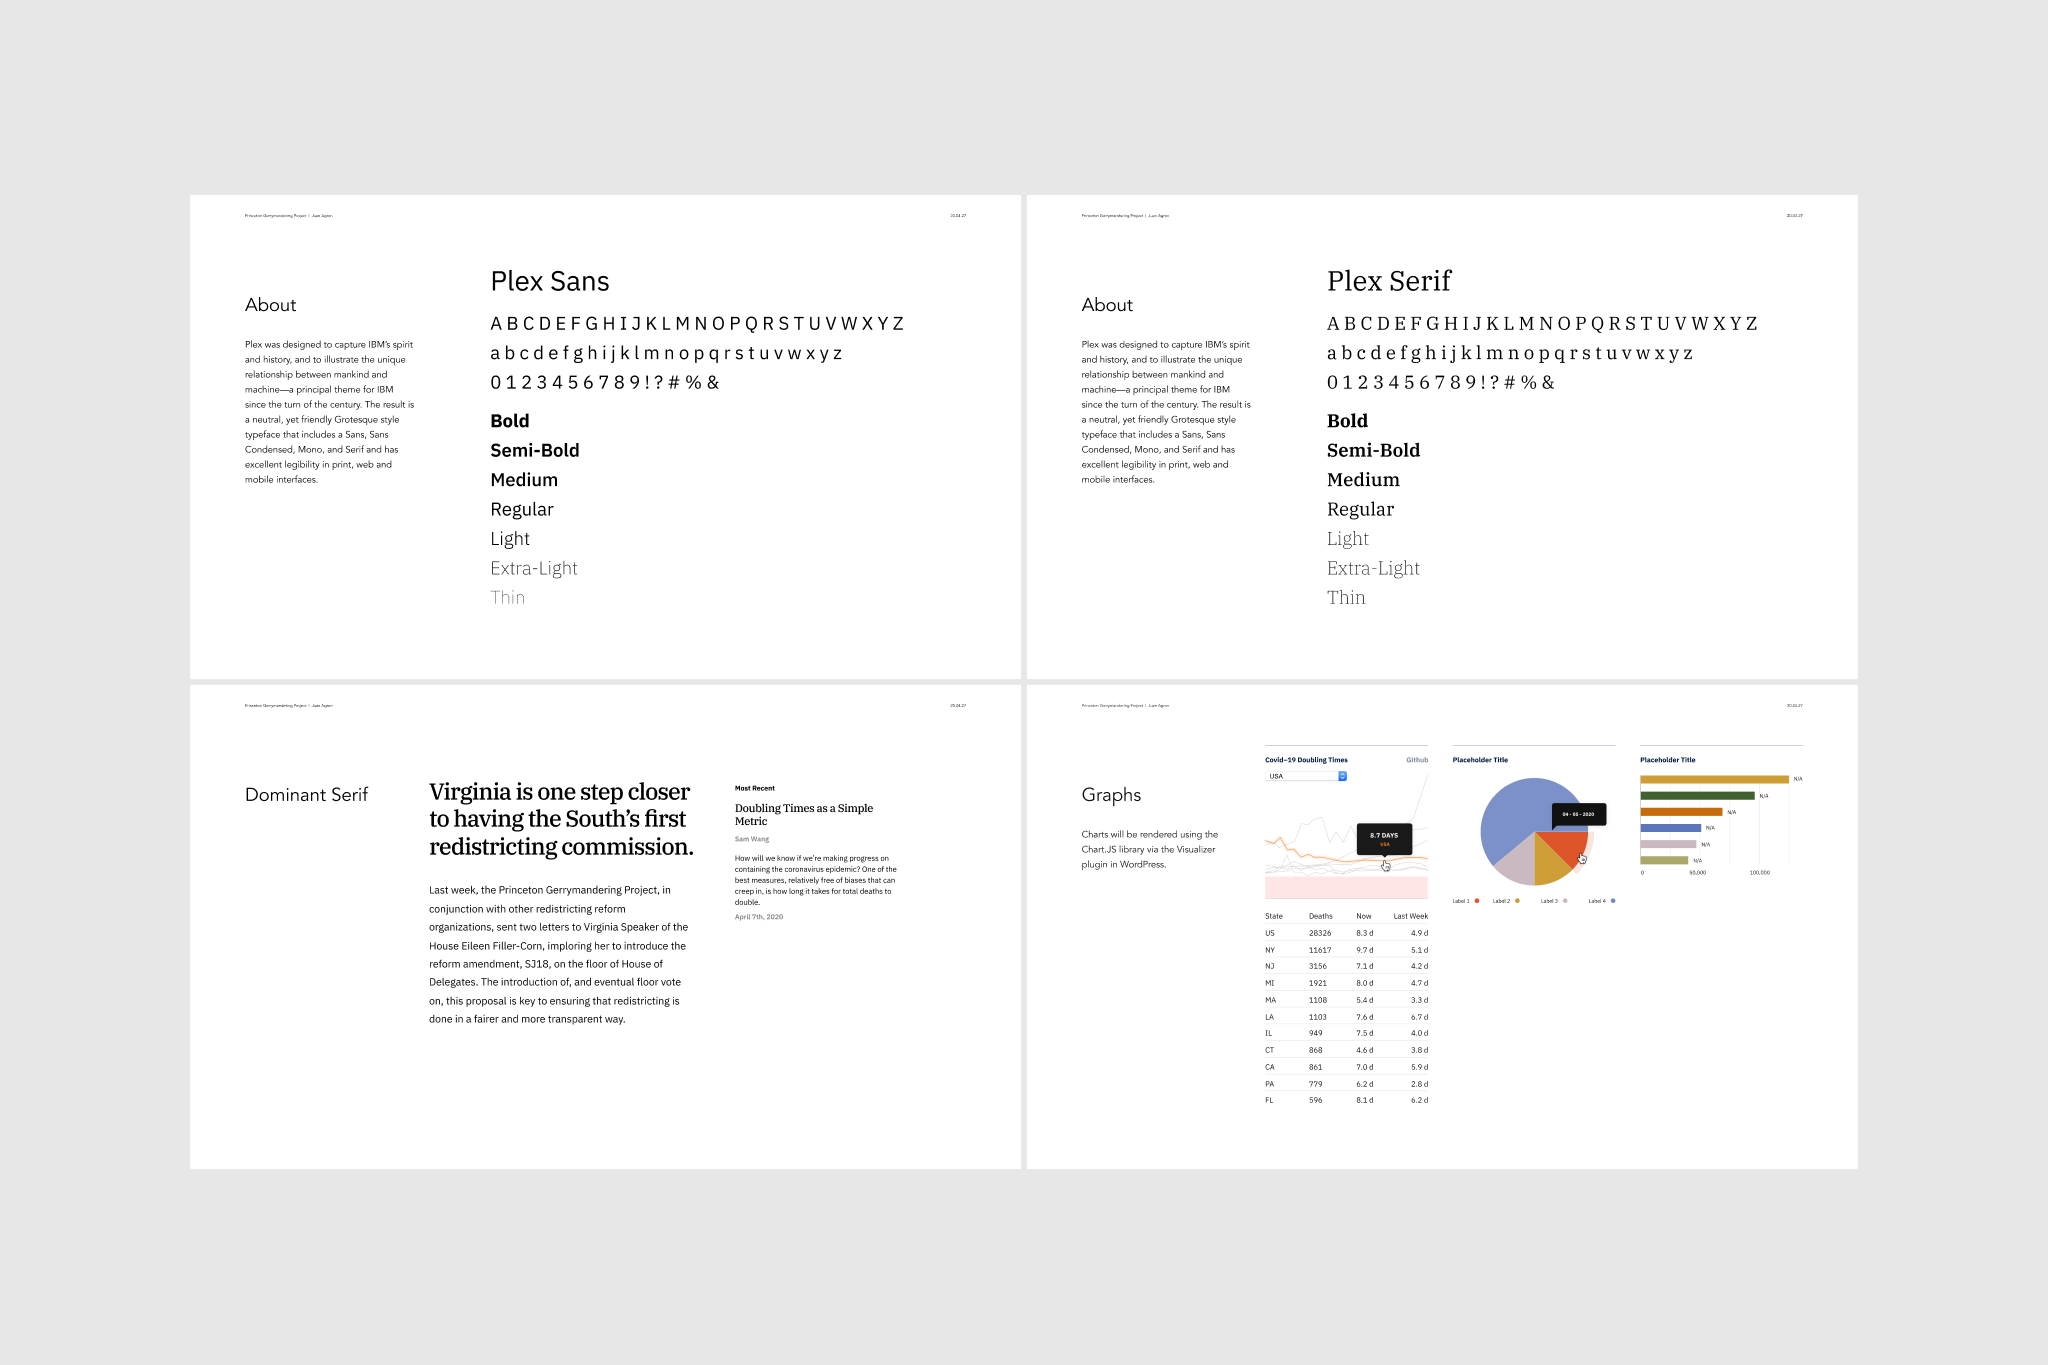 Princeton Gerrymandering Project | Juan Agron
20.04.27
About
Plex was designed to capture IBM's spirit
and history, and to illustrate the unique
relationship between mankind and
machine—a principal theme for IBM
since the turn of the century. The result is
a neutral, yet friendly Grotesque style
typeface that includes a Sans, Sans
Condensed, Mono, and Serif and has
excellent legibility in print, web and
mobile interfaces.
Plex Sans
A B C D E F G H I J K L M N O P Q R S T U V W X Y Z
a b c d e f g h i j k l m n o p q r s t u v w x y z
0 1 2 3 4 5 6 7 8 9 ! ? # % &
Bold
Semi-Bold
Medium
Regular
Light
Extra-Light
Thin
Princeton Gerrymandering Project | Juan Agron
20.04.27
About
Plex was designed to capture IBM's spirit
and history, and to illustrate the unique
relationship between mankind and
machine—a principal theme for IBM
since the turn of the century. The result is
a neutral, yet friendly Grotesque style
typeface that includes a Sans, Sans
Condensed, Mono, and Serif and has
excellent legibility in print, web and
mobile interfaces.
Plex Serif
A B C D E F G H I J K L M N O P Q R S T U V W X Y Z
a b c d e f g h i j k l m n o p q r s t u v w x y z
0 1 2 3 4 5 6 7 8 9 ! ? # % &
Bold
Semi-Bold
Medium
Regular
Light
Extra-Light
Thin
Princeton Gerrymandering Project | Juan Agron
20.04.27
Dominant Serif
Virginia is one step closer
to having the South's first
redistricting commission.
Last week, the Princeton Gerrymandering Project, in
conjunction with other redistricting reform
organizations, sent two letters to Virginia Speaker of the
House Eileen Filler-Corn, imploring her to introduce the
reform amendment, SJ18, on the floor of House of
Delegates. The introduction of, and eventual floor vote
on, this proposal is key to ensuring that redistricting is
done in a fairer and more transparent way.
Most Recent
Doubling Times as a Simple
Metric
Sam Wang
How will we know if we're making progress on
containing the coronavirus epidemic? One of the
best measures, relatively free of biases that can
creep in, is how long it takes for total deaths to
double.
April 7th, 2020
Princeton Gerrymandering Project | Juan Agron
20.04.27
Graphs
Charts will be rendered using the
Chart.JS library via the Visualizer
plugin in WordPress.
Covid-19 Doubling Times Github
USA
8.7 DAYS
USA
State Deaths Now Last Week
US 28326 8.3 d 4.9 d
NY 11617 9.7 d 5.1 d
NJ 3156 7.1 d 4.2 d
MI 1921 8.0 d 4.7 d
MA 1108 5.4 d 3.3 d
LA 1103 7.6 d 6.7 d
IL 949 7.5 d 4.0 d
CT 868 4.6 d 3.8 d
CA 861 7.0 d 5.9 d
PA 779 6.2 d 2.8 d
FL 596 8.1 d 6.2 d
Placeholder Title
04 - 05 - 2020
Label 1 Label 2 Label 3 Label 4
Placeholder Title
N/A
N/A
N/A
N/A
N/A
N/A
0 50,000 100,000